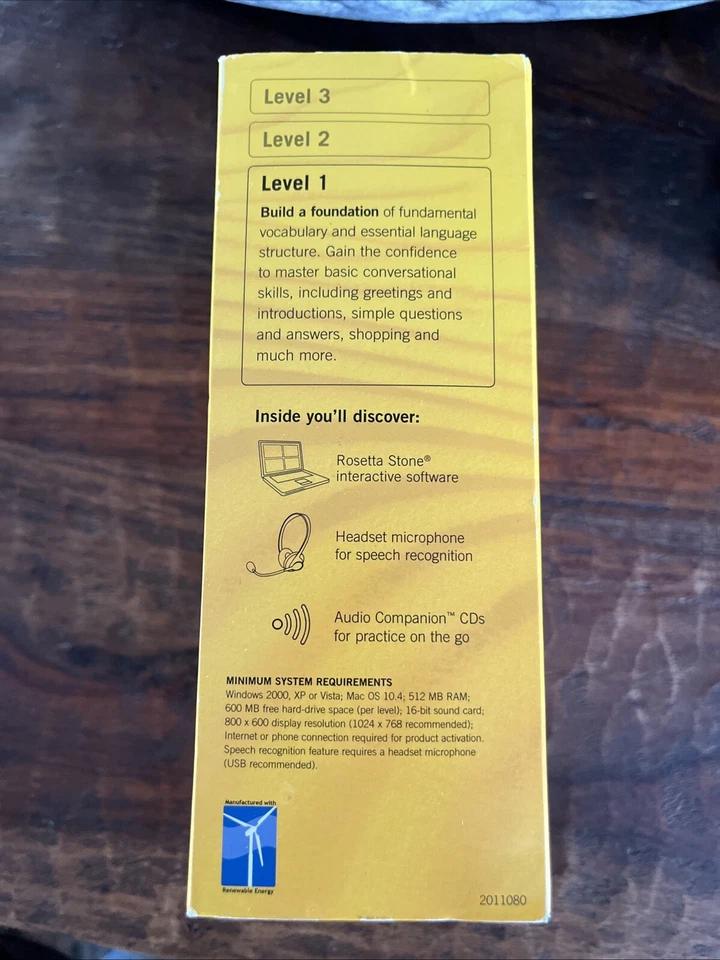 Level 3
Level 2
Level 1
Build a foundation of fundamental
vocabulary and essential language
structure. Gain the confidence
to master basic conversational
skills, including greetings and
introductions, simple questions
and answers, shopping and
much more.
Inside you'll discover:
Rosetta Stone®
interactive software
Headset microphone
for speech recognition
Audio Companion™ CDs
for practice on the go
MINIMUM SYSTEM REQUIREMENTS
Windows 2000, XP or Vista; Mac OS 10.4; 512 MB RAM;
600 MB free hard-drive space (per level); 16-bit sound card;
800 x 600 display resolution (1024 x 768 recommended);
Internet or phone connection required for product activation.
Speech recognition feature requires a headset microphone
(USB recommended).
Manufactured with
Renewable Energy
2011080